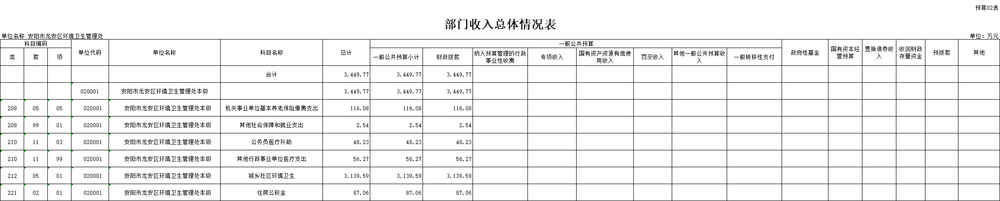 预算02表
部门收入总体情况表
单位名称:安阳市龙安区环境卫生管理处 单位：万元
科目编码 单位代码 单位名称 科目名称 总计 一般公共预算 政府性基金 国有资本经营预算 置换债券收入 收回财政存量资金 预拨款 其他
类 款 项 一般公共预算小计 财政拨款 纳入预算管理的行政事业性收费 专项收入 国有资产资源有偿使用收入 罚没收入 其他一般公共预算收入 一般转移性支付
合计 3,449.77 3,449.77 3,449.77
020001 安阳市龙安区环境卫生管理处本级 3,449.77 3,449.77 3,449.77
208 05 05 020001 安阳市龙安区环境卫生管理处本级 机关事业单位基本养老保险缴费支出 116.08 116.08 116.08
208 99 01 020001 安阳市龙安区环境卫生管理处本级 其他社会保障和就业支出 2.54 2.54 2.54
210 11 03 020001 安阳市龙安区环境卫生管理处本级 公务员医疗补助 48.23 48.23 48.23
210 11 99 020001 安阳市龙安区环境卫生管理处本级 其他行政事业单位医疗支出 56.27 56.27 56.27
212 05 01 020001 安阳市龙安区环境卫生管理处本级 城乡社区环境卫生 3,139.59 3,139.59 3,139.59
221 02 01 020001 安阳市龙安区环境卫生管理处本级 住房公积金 87.06 87.06 87.06